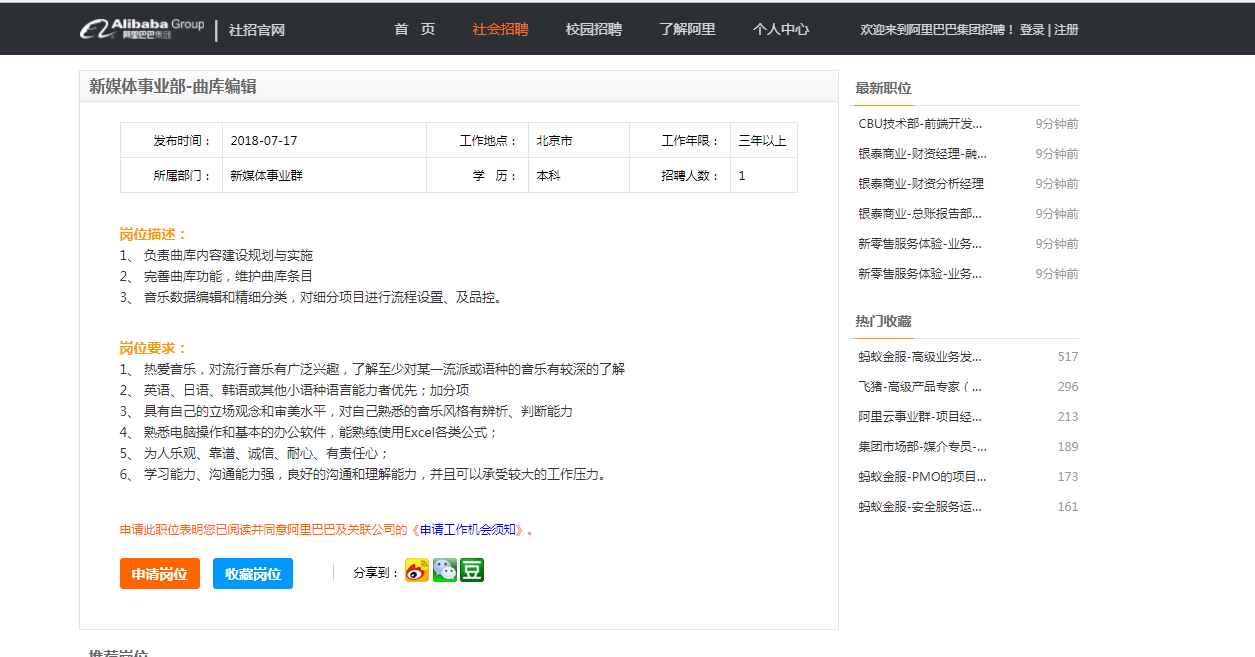 Alibaba Group 阿里巴巴集团 | 社招官网 首 页 社会招聘 校园招聘 了解阿里 个人中心 欢迎来到阿里巴巴集团招聘！ 登录 | 注册
新媒体事业部-曲库编辑
发布时间： 2018-07-17 工作地点： 北京市 工作年限： 三年以上
所属部门： 新媒体事业群 学 历： 本科 招聘人数： 1
岗位描述：
1、 负责曲库内容建设规划与实施
2、 完善曲库功能，维护曲库条目
3、 音乐数据编辑和精细分类，对细分项目进行流程设置、及品控。
岗位要求：
1、 热爱音乐，对流行音乐有广泛兴趣，了解至少对某一流派或语种的音乐有较深的了解
2、 英语、日语、韩语或其他小语种语言能力者优先；加分项
3、 具有自己的立场观念和审美水平，对自己熟悉的音乐风格有辨析、判断能力
4、 熟悉电脑操作和基本的办公软件，能熟练使用Excel各类公式；
5、 为人乐观、靠谱、诚信、耐心、有责任心；
6、 学习能力、沟通能力强，良好的沟通和理解能力，并且可以承受较大的工作压力。
申请此职位表明您已阅读并同意阿里巴巴及关联公司的《申请工作机会须知》。
申请岗位 收藏岗位 分享到： 豆
推荐岗位
最新职位
CBU技术部-前端开发... 9分钟前
银泰商业-财资经理-融... 9分钟前
银泰商业-财资分析经理 9分钟前
银泰商业-总账报告部... 9分钟前
新零售服务体验-业务... 9分钟前
新零售服务体验-业务... 9分钟前
热门收藏
蚂蚁金服-高级业务发... 517
飞猪-高级产品专家（... 296
阿里云事业群-项目经... 213
集团市场部-媒介专员-... 189
蚂蚁金服-PMO的项目... 173
蚂蚁金服-安全服务运... 161